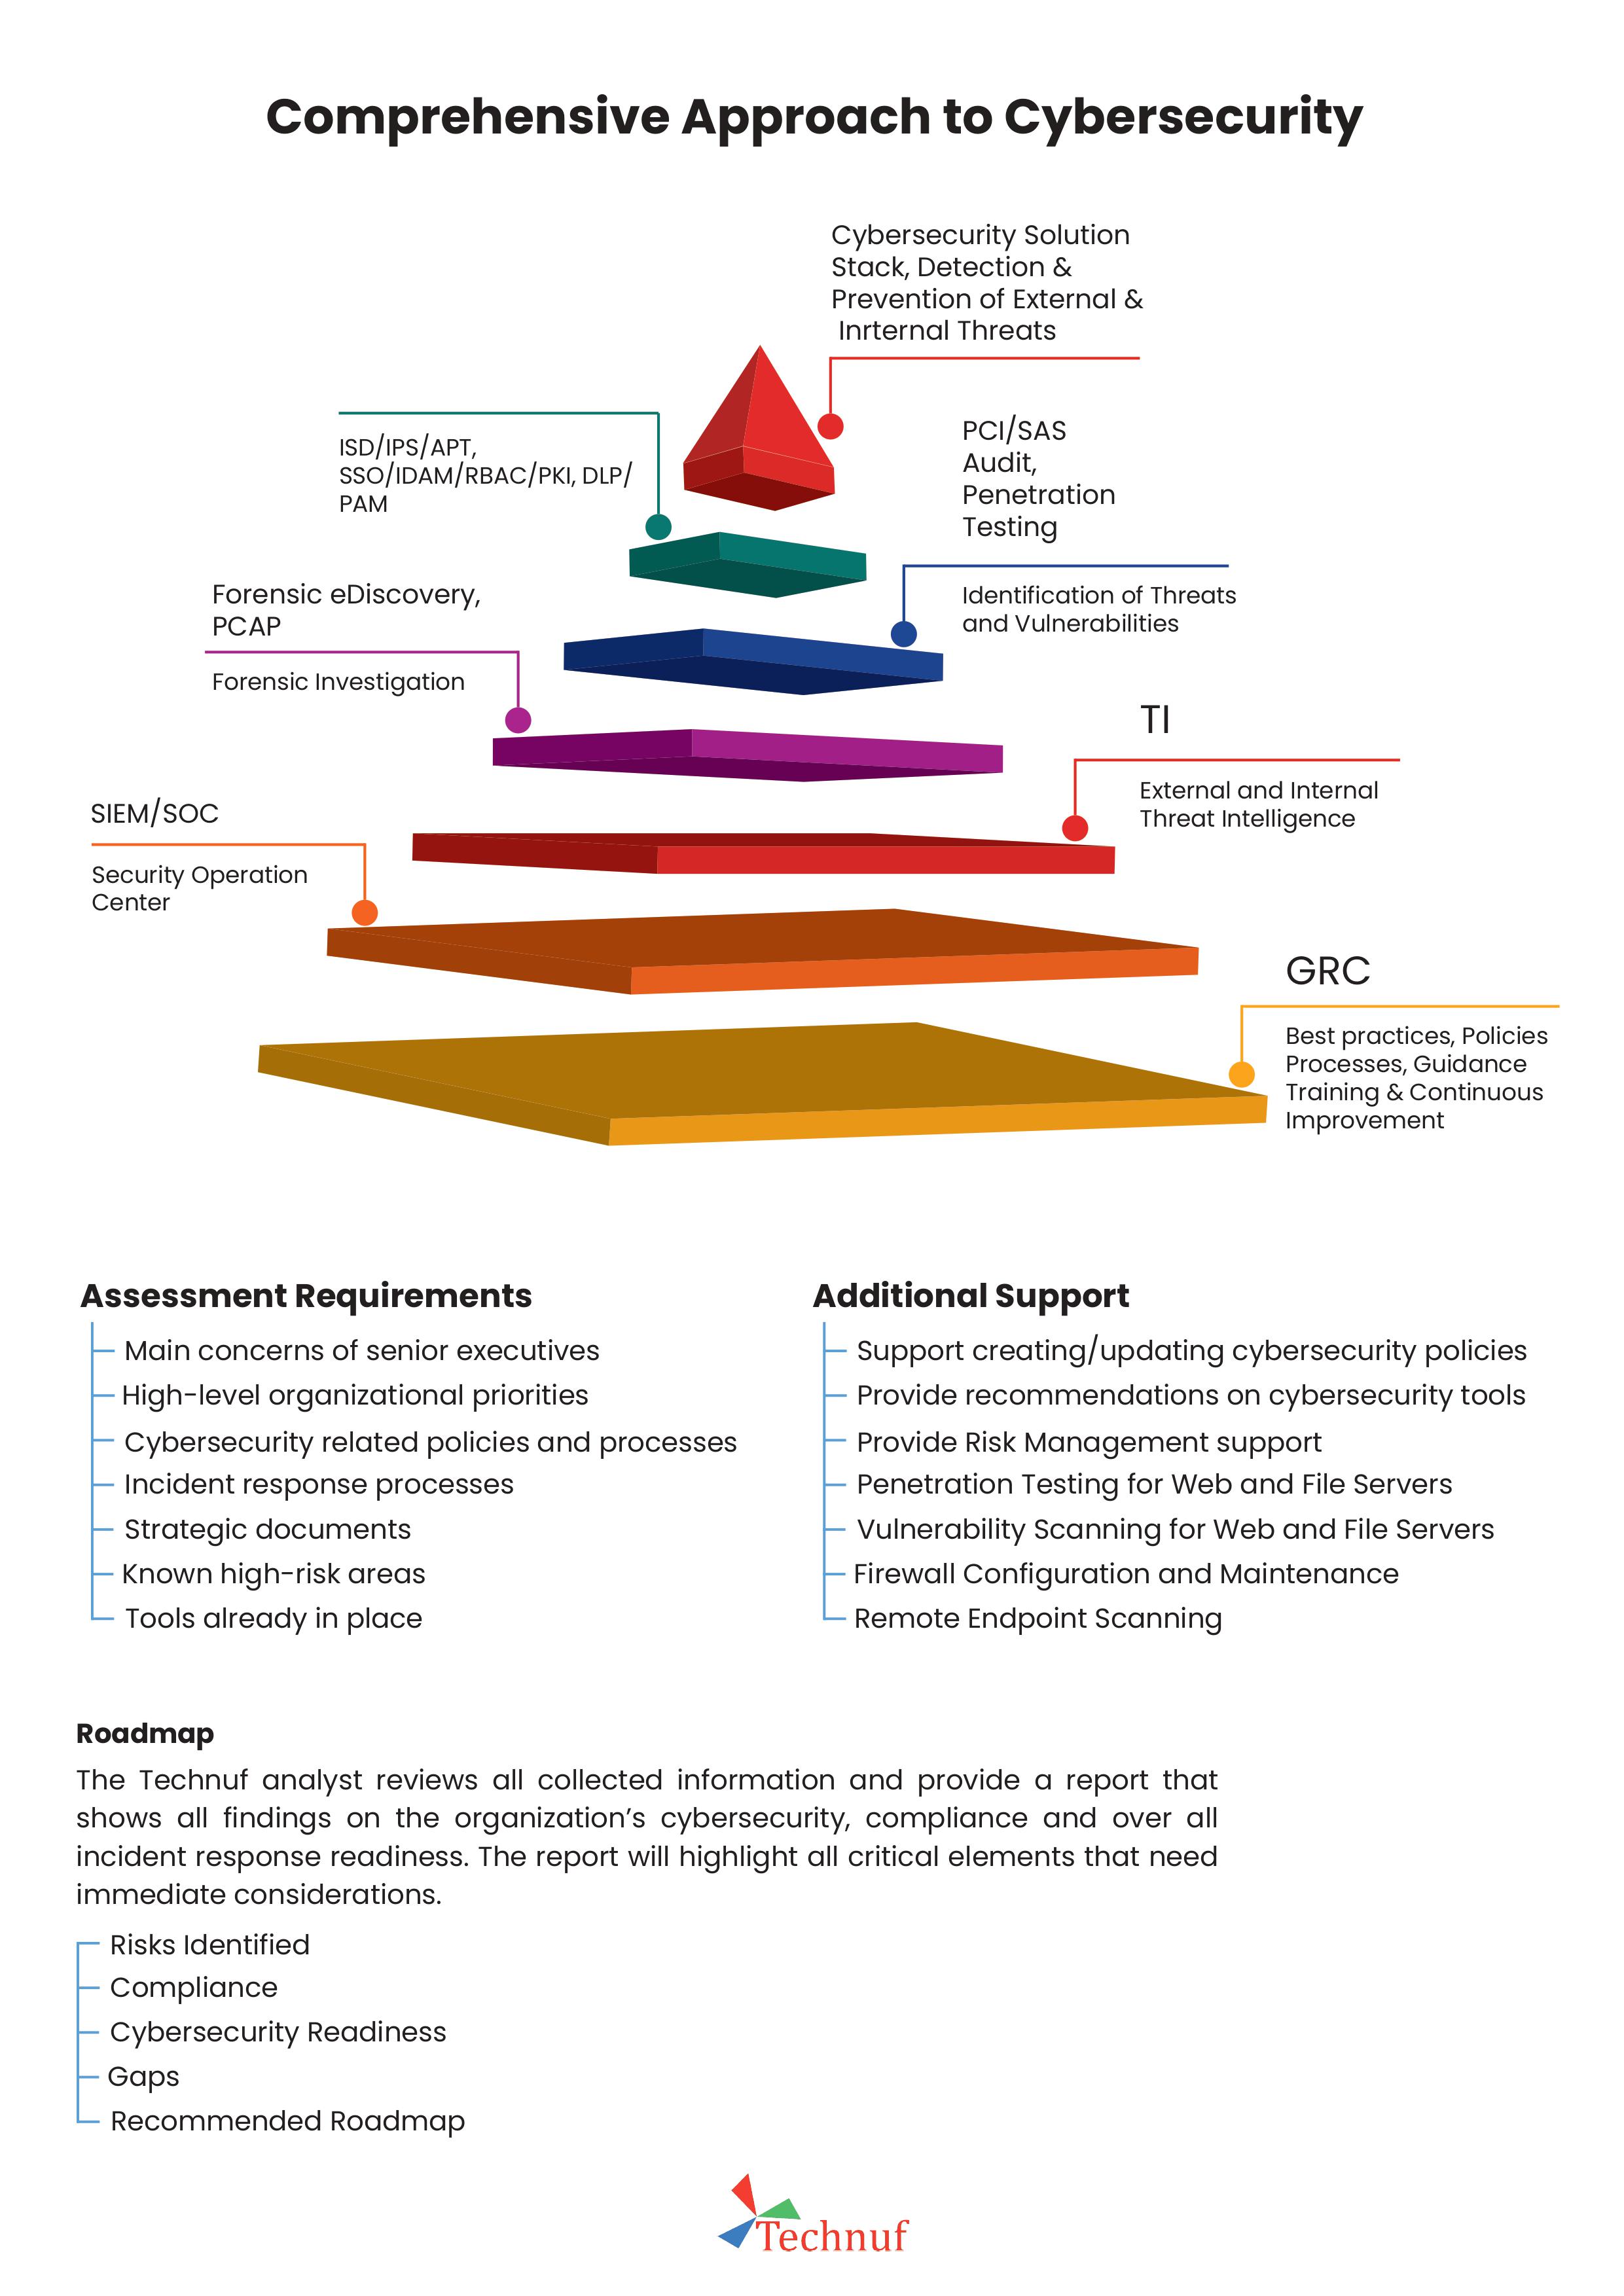 Comprehensive Approach to Cybersecurity
Cybersecurity Solution
Stack, Detection &
Prevention of External &
Inrternal Threats
ISD/IPS/APT,
SSO/IDAM/RBAC/PKI, DLP/
PAM
PCI/SAS
Audit,
Penetration
Testing
Identification of Threats
and Vulnerabilities
Forensic eDiscovery,
PCAP
Forensic Investigation
TI
External and Internal
Threat Intelligence
SIEM/SOC
Security Operation
Center
GRC
Best practices, Policies
Processes, Guidance
Training & Continuous
Improvement
Assessment Requirements
Main concerns of senior executives
High-level organizational priorities
Cybersecurity related policies and processes
Incident response processes
Strategic documents
Known high-risk areas
Tools already in place
Additional Support
Support creating/updating cybersecurity policies
Provide recommendations on cybersecurity tools
Provide Risk Management support
Penetration Testing for Web and File Servers
Vulnerability Scanning for Web and File Servers
Firewall Configuration and Maintenance
Remote Endpoint Scanning
Roadmap
The Technuf analyst reviews all collected information and provide a report that
shows all findings on the organization’s cybersecurity, compliance and over all
incident response readiness. The report will highlight all critical elements that need
immediate considerations.
Risks Identified
Compliance
Cybersecurity Readiness
Gaps
Recommended Roadmap
Technuf